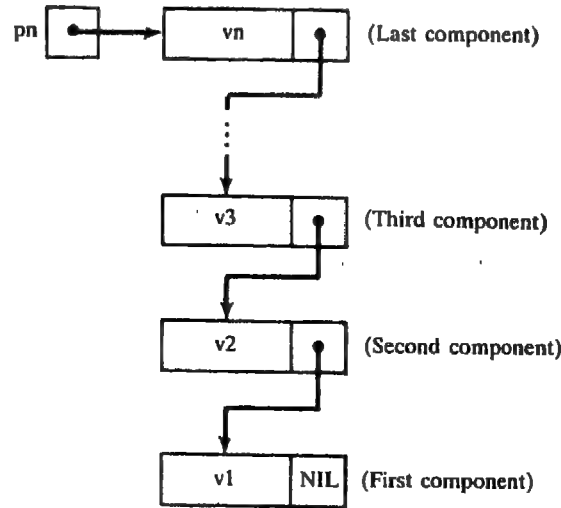 pn vn (Last component)
v3 (Third component)
v2 (Second component)
v1 NIL (First component)